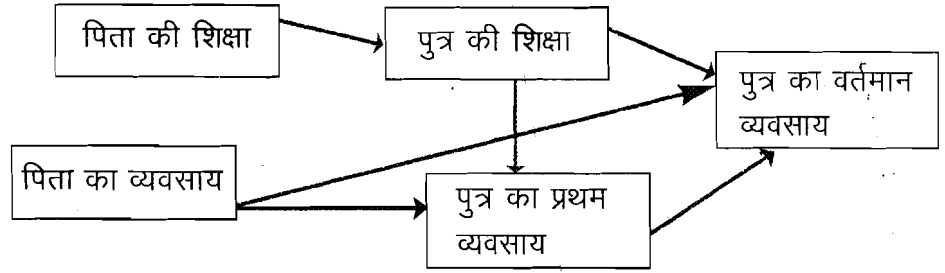 पिता की शिक्षा
पुत्र की शिक्षा
पुत्र का वर्तमान
व्यवसाय
पिता का व्यवसाय
पुत्र का प्रथम
व्यवसाय